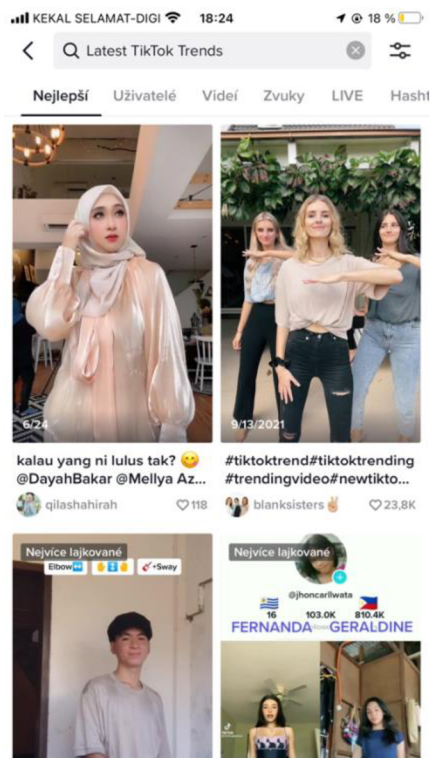 KEKAL SELAMAT-DIGI 18:24 18 %
Latest TikTok Trends
Nejlepší Uživatelé Videí Zvuky LIVE Hasht
6/24
9/13/2021
kalau yang ni lulus tak? 😋
@DayahBakar @Mellya Az...
qilashahirah 118
#tiktoktrend#tiktoktrending
#trendingvideo#newtikto...
blanksisters ✌🏼 23,8K
Nejvíce lajkované
Elbow↔️ ✋↕️🤚 🎸+Sway
Nejvíce lajkované
@jhoncarllwata
16 103.0K 810.4K
FERNANDA GERALDINE